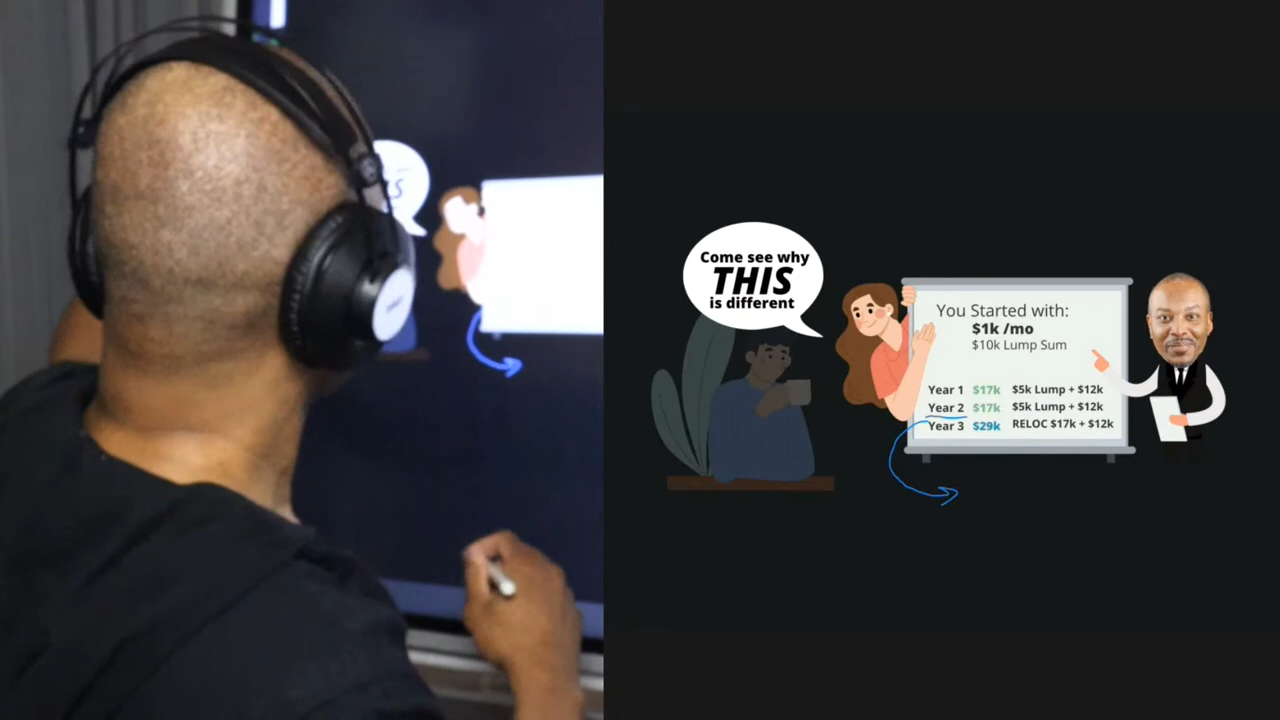 Come see why
THIS
is different
You Started with:
$1k /mo
$10k Lump Sum
Year 1 $17k $5k Lump + $12k
Year 2 $17k $5k Lump + $12k
Year 3 $29k RELOC $17k + $12k